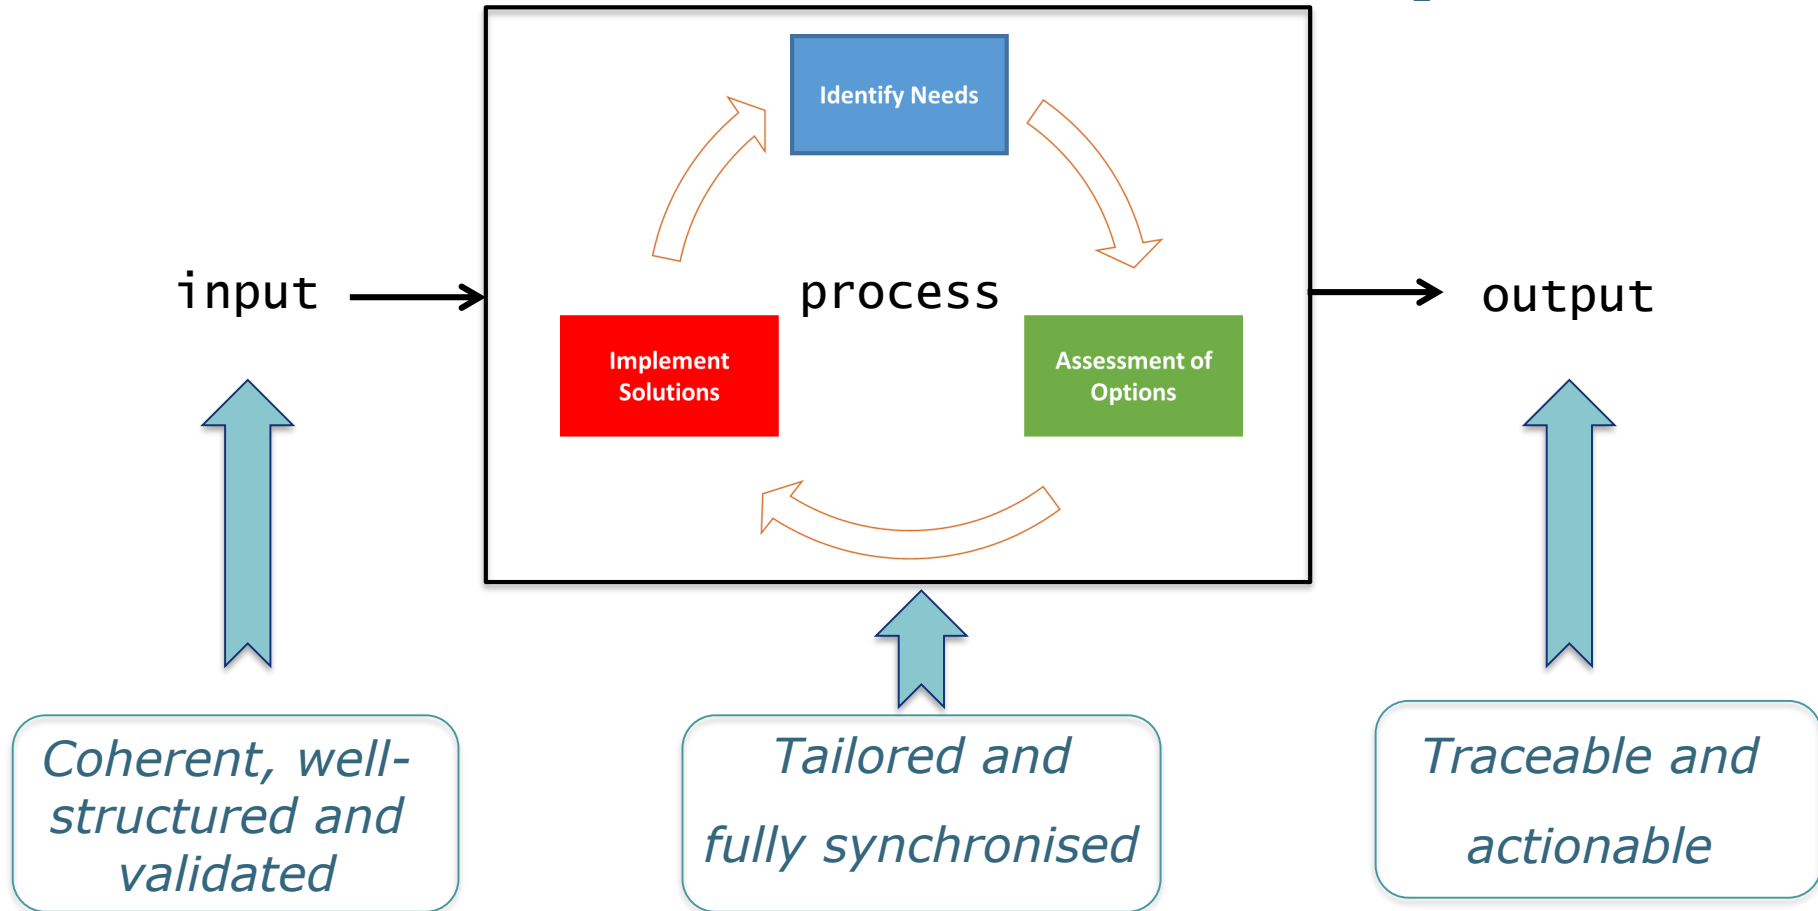 Identify Needs
input
process
output
Implement
Solutions
Assessment of
Options
Coherent, well-
structured and
validated
Tailored and
fully synchronised
Traceable and
actionable